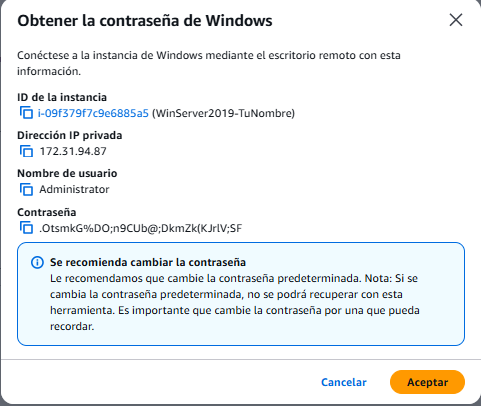 Obtener la contraseña de Windows
Conéctese a la instancia de Windows mediante el escritorio remoto con esta
información.
ID de la instancia
i-09f379f7c9e6885a5 (WinServer2019-TuNombre)
Dirección IP privada
172.31.94.87
Nombre de usuario
Administrator
Contraseña
.OtsmkG%DO;n9CUb@;DkmZk(KJrlV;SF
Se recomienda cambiar la contraseña
Le recomendamos que cambie la contraseña predeterminada. Nota: Si se
cambia la contraseña predeterminada, no se podrá recuperar con esta
herramienta. Es importante que cambie la contraseña por una que pueda
recordar.
Cancelar
Aceptar